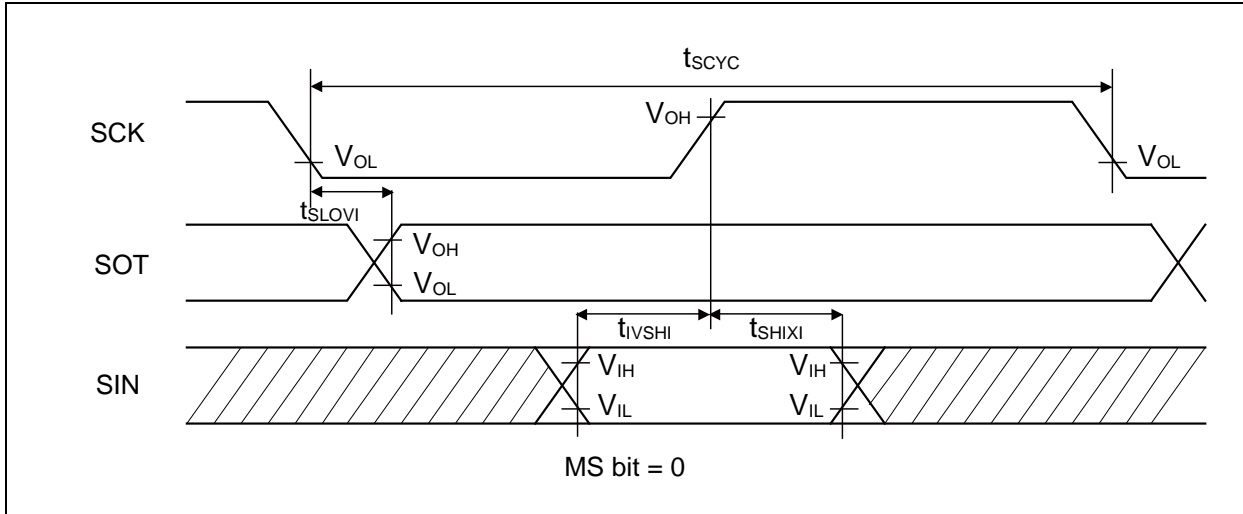 tSCYC
SCK
VOH
VOL
VOL
tSLOVI
SOT
VOH
VOL
tIVSHI
tSHIXI
SIN
VIH
VIH
VIL
VIL
MS bit = 0